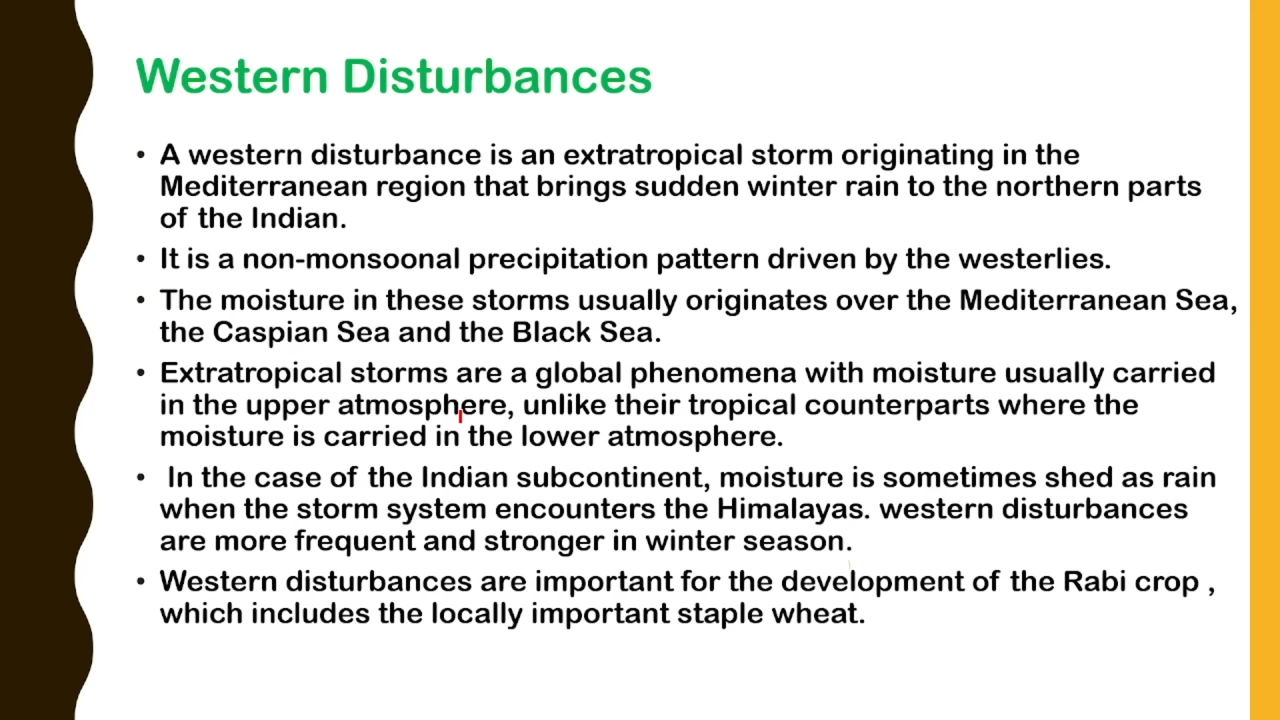 Western Disturbances
• A western disturbance is an extratropical storm originating in the
Mediterranean region that brings sudden winter rain to the northern parts
of the Indian.
• It is a non-monsoonal precipitation pattern driven by the westerlies.
• The moisture in these storms usually originates over the Mediterranean Sea,
the Caspian Sea and the Black Sea.
• Extratropical storms are a global phenomena with moisture usually carried
in the upper atmosphere, unlike their tropical counterparts where the
moisture is carried in the lower atmosphere.
• In the case of the Indian subcontinent, moisture is sometimes shed as rain
when the storm system encounters the Himalayas. western disturbances
are more frequent and stronger in winter season.
• Western disturbances are important for the development of the Rabi crop ,
which includes the locally important staple wheat.